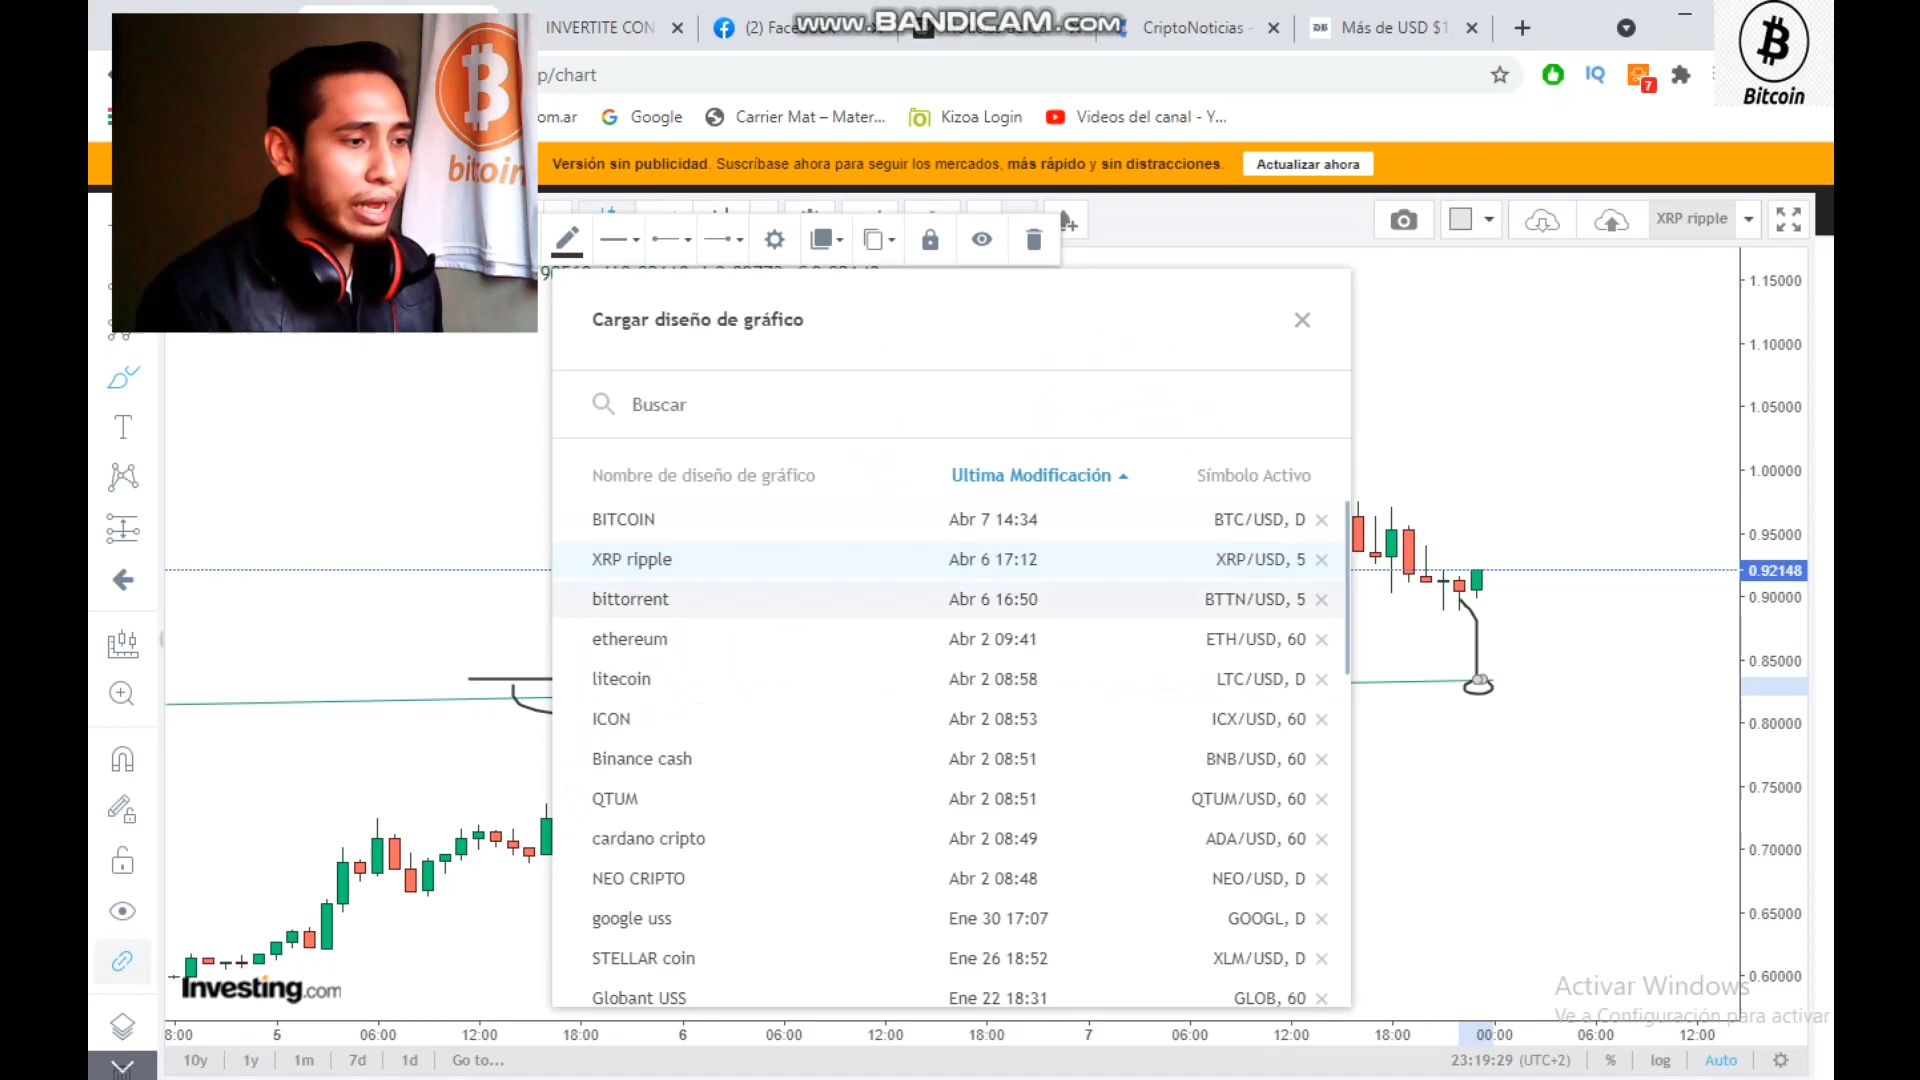 www.BANDICAM.com
INVERTITE CON
(2) Face
CriptoNoticias -
Más de USD $1
p/chart
IQ
7
Bitcoin
om.ar
Google
Carrier Mat – Mater...
Kizoa Login
Videos del canal - Y...
bitcoin
Versión sin publicidad. Suscríbase ahora para seguir los mercados, más rápido y sin distracciones.
Actualizar ahora
XRP ripple
Cargar diseño de gráfico
Buscar
Nombre de diseño de gráfico
Ultima Modificación
Símbolo Activo
BITCOIN Abr 7 14:34 BTC/USD, D
XRP ripple Abr 6 17:12 XRP/USD, 5
bittorrent Abr 6 16:50 BTTN/USD, 5
ethereum Abr 2 09:41 ETH/USD, 60
litecoin Abr 2 08:58 LTC/USD, D
ICON Abr 2 08:53 ICX/USD, 60
Binance cash Abr 2 08:51 BNB/USD, 60
QTUM Abr 2 08:51 QTUM/USD, 60
cardano cripto Abr 2 08:49 ADA/USD, 60
NEO CRIPTO Abr 2 08:48 NEO/USD, D
google uss Ene 30 17:07 GOOGL, D
STELLAR coin Ene 26 18:52 XLM/USD, D
Globant USS Ene 22 18:31 GLOB, 60
1.15000
1.10000
1.05000
1.00000
0.95000
0.92148
0.90000
0.85000
0.80000
0.75000
0.70000
0.65000
0.60000
Investing.com
Activar Windows
Ve a Configuración para activar
8:00 5 06:00 12:00 18:00 6 06:00 12:00 18:00 7 06:00 12:00 18:00 00:00 06:00 12:00
10y 1y 1m 7d 1d Go to...
23:19:29 (UTC+2) % log Auto